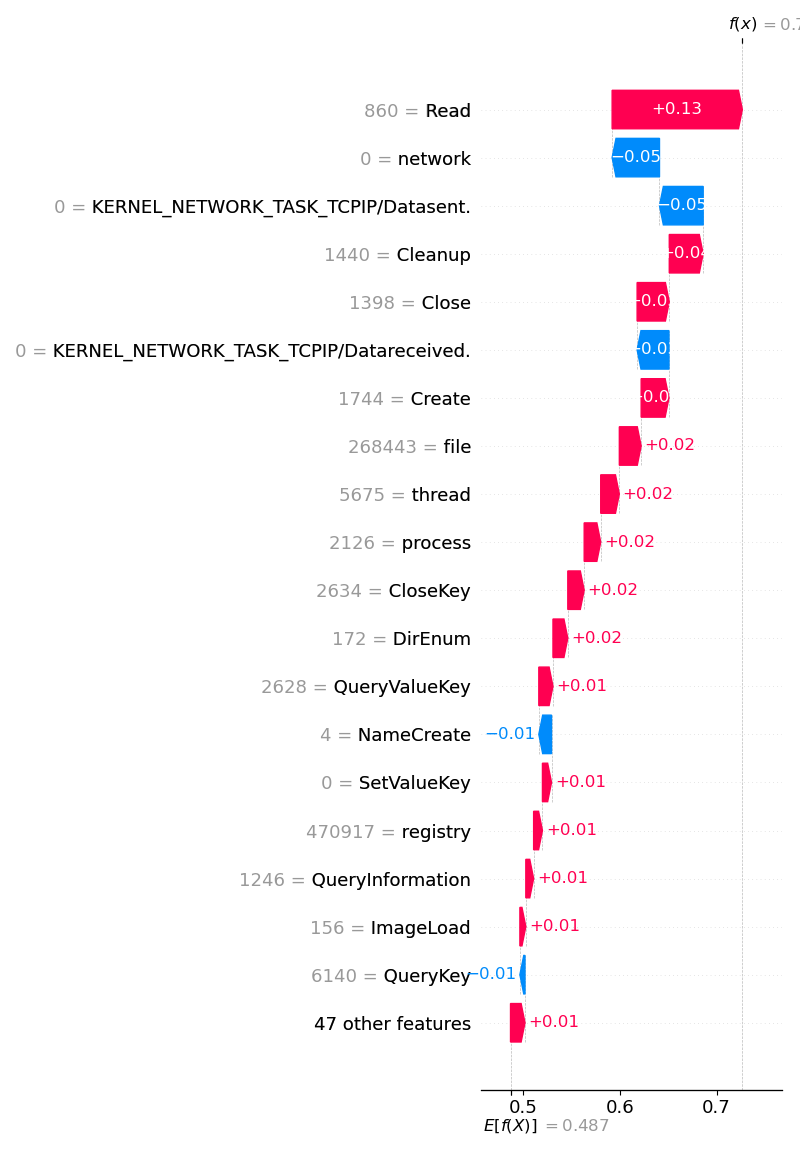 f(x) = 0.7
860 = Read
+0.13
0 = network
−0.05
0 = KERNEL_NETWORK_TASK_TCPIP/Datasent.
−0.05
1440 = Cleanup
1398 = Close
0 = KERNEL_NETWORK_TASK_TCPIP/Datareceived.
1744 = Create
268443 = file
+0.02
5675 = thread
+0.02
2126 = process
+0.02
2634 = CloseKey
+0.02
172 = DirEnum
+0.02
2628 = QueryValueKey
+0.01
4 = NameCreate
−0.01
0 = SetValueKey
+0.01
470917 = registry
+0.01
1246 = QueryInformation
+0.01
156 = ImageLoad
+0.01
6140 = QueryKey
−0.01
47 other features
+0.01
0.5 0.6 0.7
E[f(X)] = 0.487